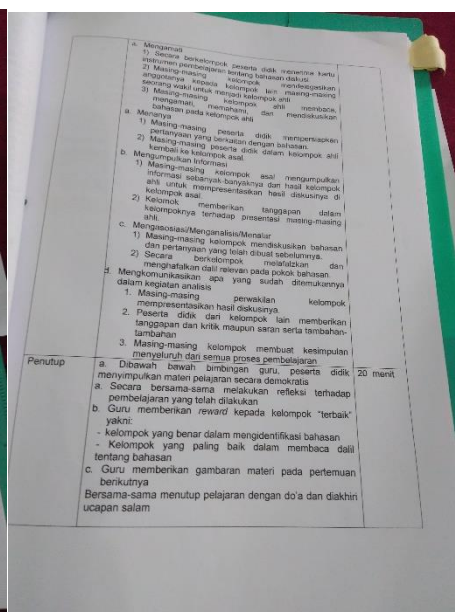 a. Mengamati
1) Secara berkelompok peserta didik menerima kartu
instrumen pembelajaran tentang bahasan diskusi.
2) Masing-masing kelompok mendelegasikan
anggotanya kepada kelompok lain masing-masing
seorang wakil untuk menjadi kelompok ahli
3) Masing-masing kelompok ahli membaca,
mengamati, memahami, dan mendiskusikan
bahasan pada kelompok ahli
a. Menanya
1) Masing-masing peserta didik mempersiapkan
pertanyaan yang berkaitan dengan bahasan.
2) Masing-masing peserta didik dalam kelompok ahli
kembali ke kelompok asal.
b. Mengumpulkan Informasi
1) Masing-masing kelompok asal mengumpulkan
informasi sebanyak-banyaknya dari hasil kelompok
ahli untuk mempresentasikan hasil diskusinya di
kelompok asal.
2) Kelomok memberikan tanggapan dalam
kelompoknya terhadap presentasi masing-masing
ahli.
c. Mengasosiasi/Menganalisis/Menalar
1) Masing-masing kelompok mendiskusikan bahasan
dan pertanyaan yang telah dibuat sebelumnya.
2) Secara berkelompok melafalzkan dan
menghafalkan dalil relevan pada pokok bahasan.
d. Mengkomunikasikan apa yang sudah ditemukannya
dalam kegiatan analisis
1. Masing-masing perwakilan kelompok
mempresentasikan hasil diskusinya.
2. Peserta didik dari kelompok lain memberikan
tanggapan dan kritik maupun saran serta tambahan-
tambahan
3. Masing-masing kelompok membuat kesimpulan
menyeluruh dari semua proses pembelajaran
Penutup a. Dibawah bawah bimbingan guru, peserta didik 20 menit
menyimpulkan materi pelajaran secara demokratis
a. Secara bersama-sama melakukan refleksi terhadap
pembelajaran yang telah dilakukan
b. Guru memberikan reward kepada kelompok "terbaik"
yakni:
- kelompok yang benar dalam mengidentifikasi bahasan
- Kelompok yang paling baik dalam membaca dalil
tentang bahasan
c. Guru memberikan gambaran materi pada pertemuan
berikutnya
Bersama-sama menutup pelajaran dengan do'a dan diakhiri
ucapan salam